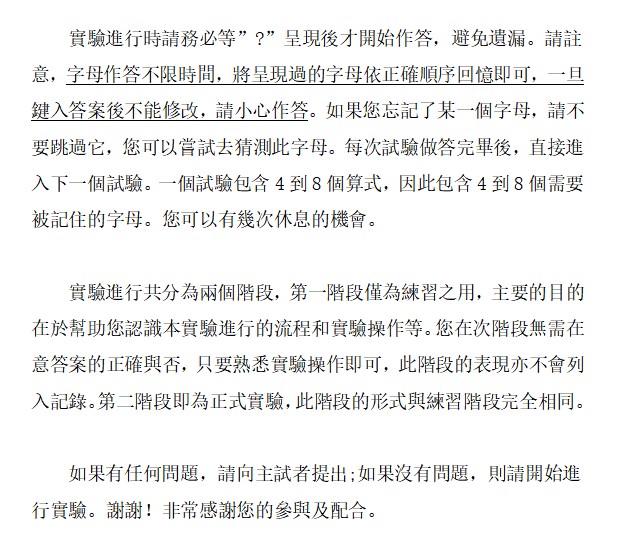 實驗進行時請務必等”?”呈現後才開始作答，避免遺漏。請註
意，字母作答不限時間，將呈現過的字母依正確順序回憶即可，一旦
鍵入答案後不能修改，請小心作答。如果您忘記了某一個字母，請不
要跳過它，您可以嘗試去猜測此字母。每次試驗做答完畢後，直接進
入下一個試驗。一個試驗包含 4 到 8 個算式，因此包含 4 到 8 個需要
被記住的字母。您可以有幾次休息的機會。
實驗進行共分為兩個階段，第一階段僅為練習之用，主要的目的
在於幫助您認識本實驗進行的流程和實驗操作等。您在次階段無需在
意答案的正確與否，只要熟悉實驗操作即可，此階段的表現亦不會列
入記錄。第二階段即為正式實驗，此階段的形式與練習階段完全相同。
如果有任何問題，請向主試者提出;如果沒有問題，則請開始進
行實驗。謝謝！非常感謝您的參與及配合。